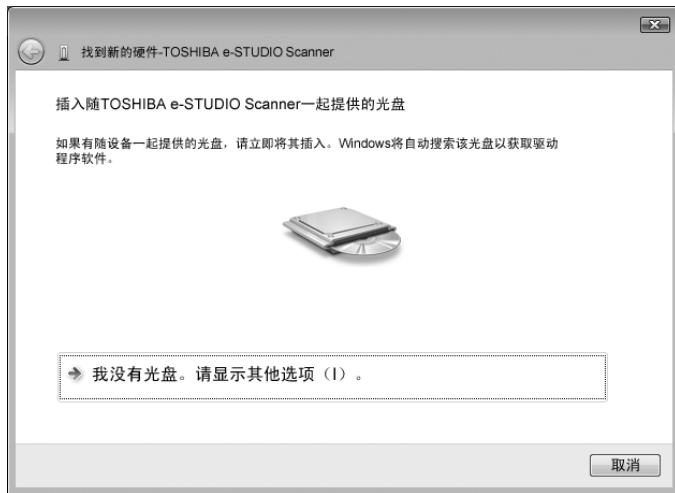 找到新的硬件-TOSHIBA e-STUDIO Scanner
插入随TOSHIBA e-STUDIO Scanner一起提供的光盘
如果有随设备一起提供的光盘，请立即将其插入。Windows将自动搜索该光盘以获取驱动
程序软件。
我没有光盘。请显示其他选项（I）。
取消